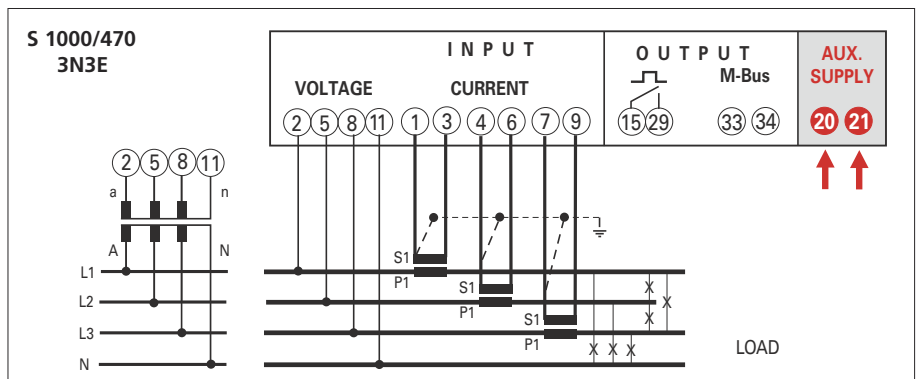 S 1000/470
3N3E
INPUT
VOLTAGE
CURRENT
2 5 8 11 1 3 4 6 7 9
OUTPUT
M-Bus
15 29 33 34
AUX.
SUPPLY
20 21
2 5 8 11
a n
A N
L1
L2
L3
N
S1
P1
S1
P1
S1
P1
X
X
X
X X X
LOAD